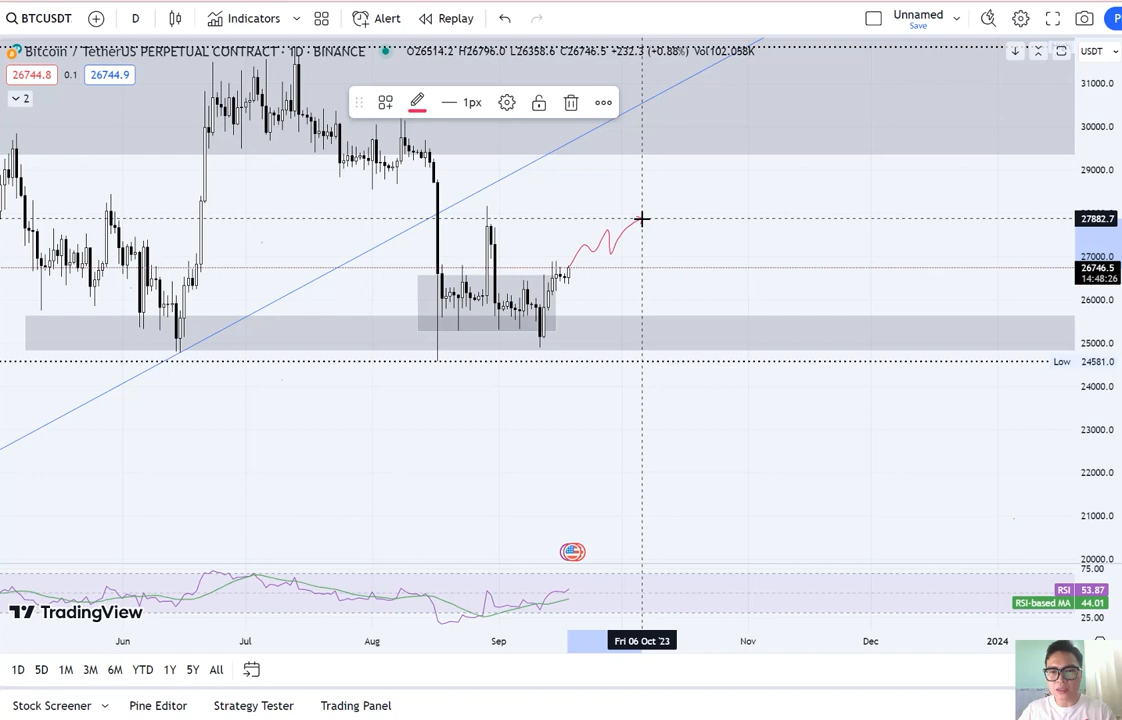 BTCUSDT D Indicators Alert Replay Unnamed
Save
Bitcoin / TetherUS PERPETUAL CONTRACT · 1D · BINANCE O26514.2 H26796.0 L26358.6 C26746.5 +232.3 (+0.88%) Vol102.058K USDT
26744.8 0.1 26744.9
2
1px
31000.0
30000.0
29000.0
27882.7
27000.0
26746.5
14:48:26
26000.0
25000.0
Low 24581.0
24000.0
23000.0
22000.0
21000.0
20000.0
75.00
RSI 53.87
RSI-based MA 44.01
25.00
TradingView
Jun Jul Aug Sep Fri 06 Oct '23 Nov Dec 2024
1D 5D 1M 3M 6M YTD 1Y 5Y All
Stock Screener Pine Editor Strategy Tester Trading Panel